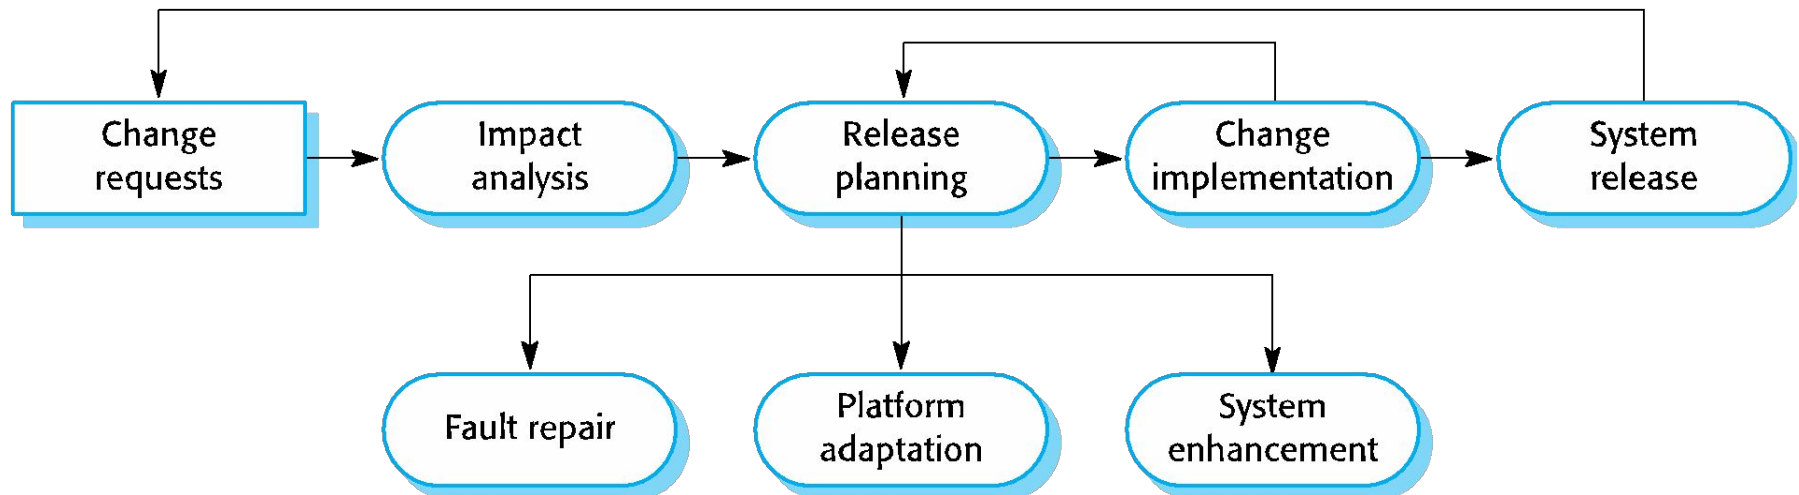 Change
requests
Impact
analysis
Release
planning
Change
implementation
System
release
Fault repair
Platform
adaptation
System
enhancement